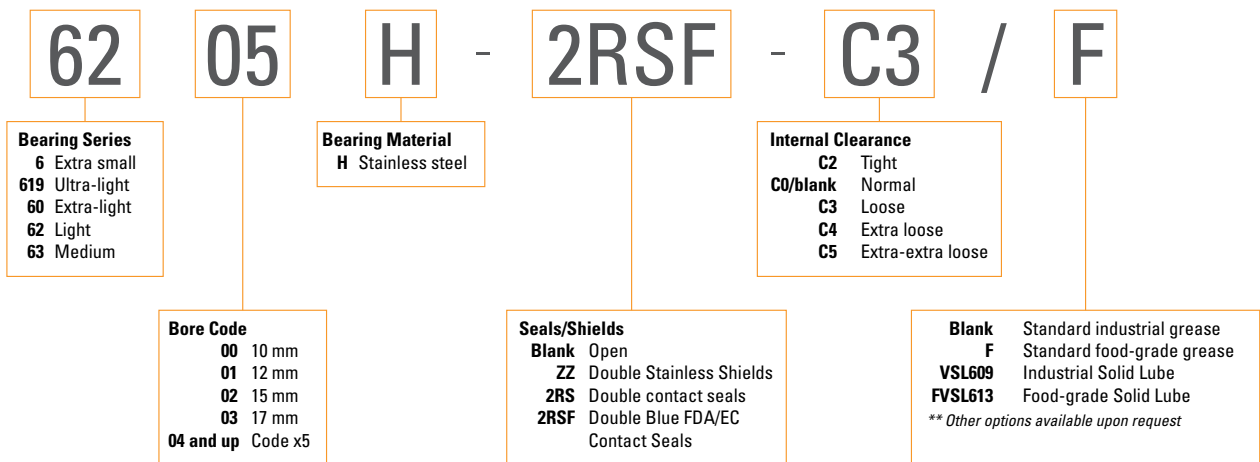 62 05 H - 2RSF - C3 / F
Bearing Series
6 Extra small
619 Ultra-light
60 Extra-light
62 Light
63 Medium
Bearing Material
H Stainless steel
Internal Clearance
C2 Tight
C0/blank Normal
C3 Loose
C4 Extra loose
C5 Extra-extra loose
Bore Code
00 10 mm
01 12 mm
02 15 mm
03 17 mm
04 and up Code x5
Seals/Shields
Blank Open
ZZ Double Stainless Shields
2RS Double contact seals
2RSF Double Blue FDA/EC
Contact Seals
Blank Standard industrial grease
F Standard food-grade grease
VSL609 Industrial Solid Lube
FVSL613 Food-grade Solid Lube
** Other options available upon request